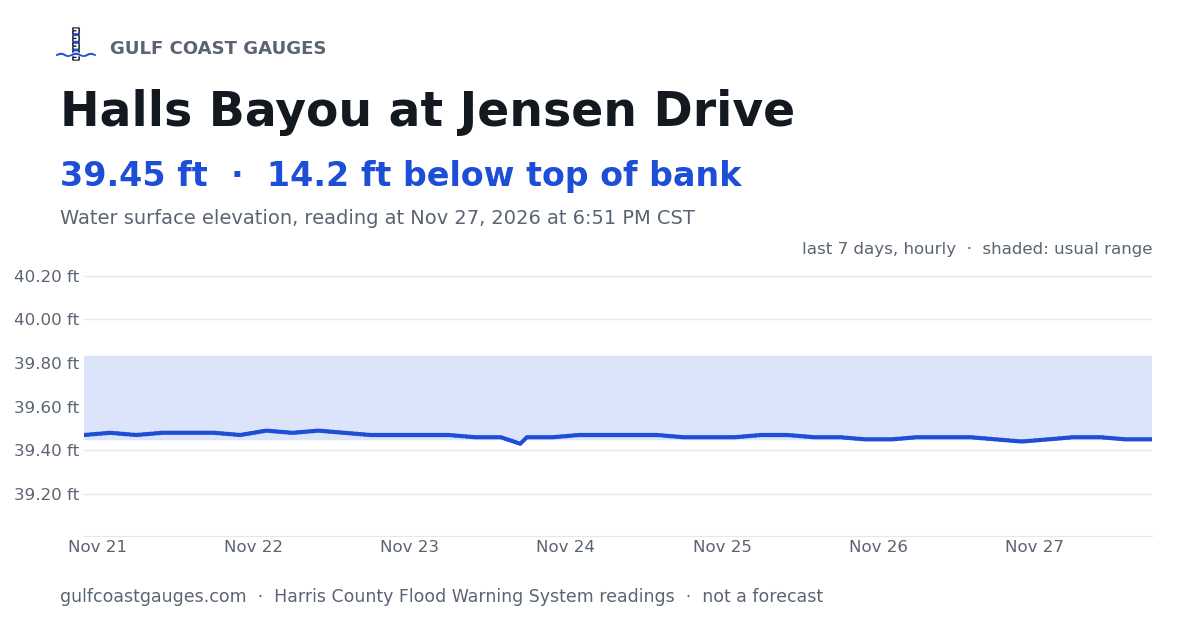 GULF COAST GAUGES
Halls Bayou at Jensen Drive
39.45 ft · 14.2 ft below top of bank
Water surface elevation, reading at Nov 27, 2026 at 6:51 PM CST
last 7 days, hourly · shaded: usual range
40.20 ft
40.00 ft
39.80 ft
39.60 ft
39.40 ft
39.20 ft
Nov 21 Nov 22 Nov 23 Nov 24 Nov 25 Nov 26 Nov 27
gulfcoastgauges.com · Harris County Flood Warning System readings · not a forecast